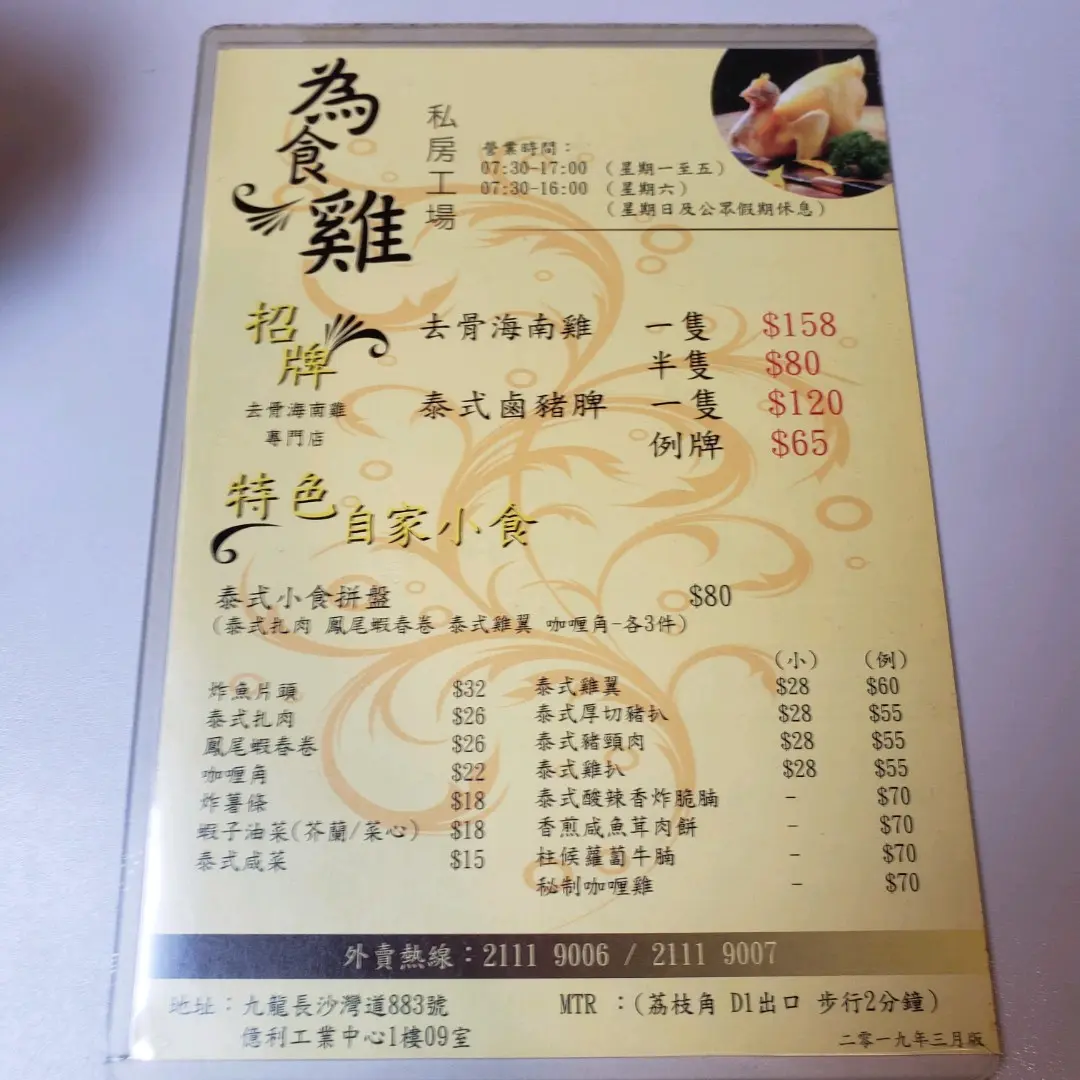 為食雞
私房工場
營業時間：
07:30-17:00 （星期一至五）
07:30-16:00 （星期六）
（星期日及公眾假期休息）
招牌
去骨海南雞
專門店
去骨海南雞 一隻 $158
半隻 $80
泰式鹵豬脾 一隻 $120
例牌 $65
特色自家小食
泰式小食拼盤 $80
（泰式扎肉 鳳尾蝦春卷 泰式雞翼 咖喱角-各3件）
炸魚片頭 $32
泰式扎肉 $26
鳳尾蝦春卷 $26
咖喱角 $22
炸薯條 $18
蝦子油菜(芥蘭/菜心) $18
泰式咸菜 $15
（小） （例）
泰式雞翼 $28 $60
泰式厚切豬扒 $28 $55
泰式豬頸肉 $28 $55
泰式雞扒 $28 $55
泰式酸辣香炸脆腩 - $70
香煎咸魚茸肉餅 - $70
柱候蘿蔔牛腩 - $70
秘制咖喱雞 - $70
外賣熱線：2111 9006 / 2111 9007
地址：九龍長沙灣道883號
億利工業中心1樓09室
MTR ：(荔枝角 D1出口 步行2分鐘)
二零一九年三月版